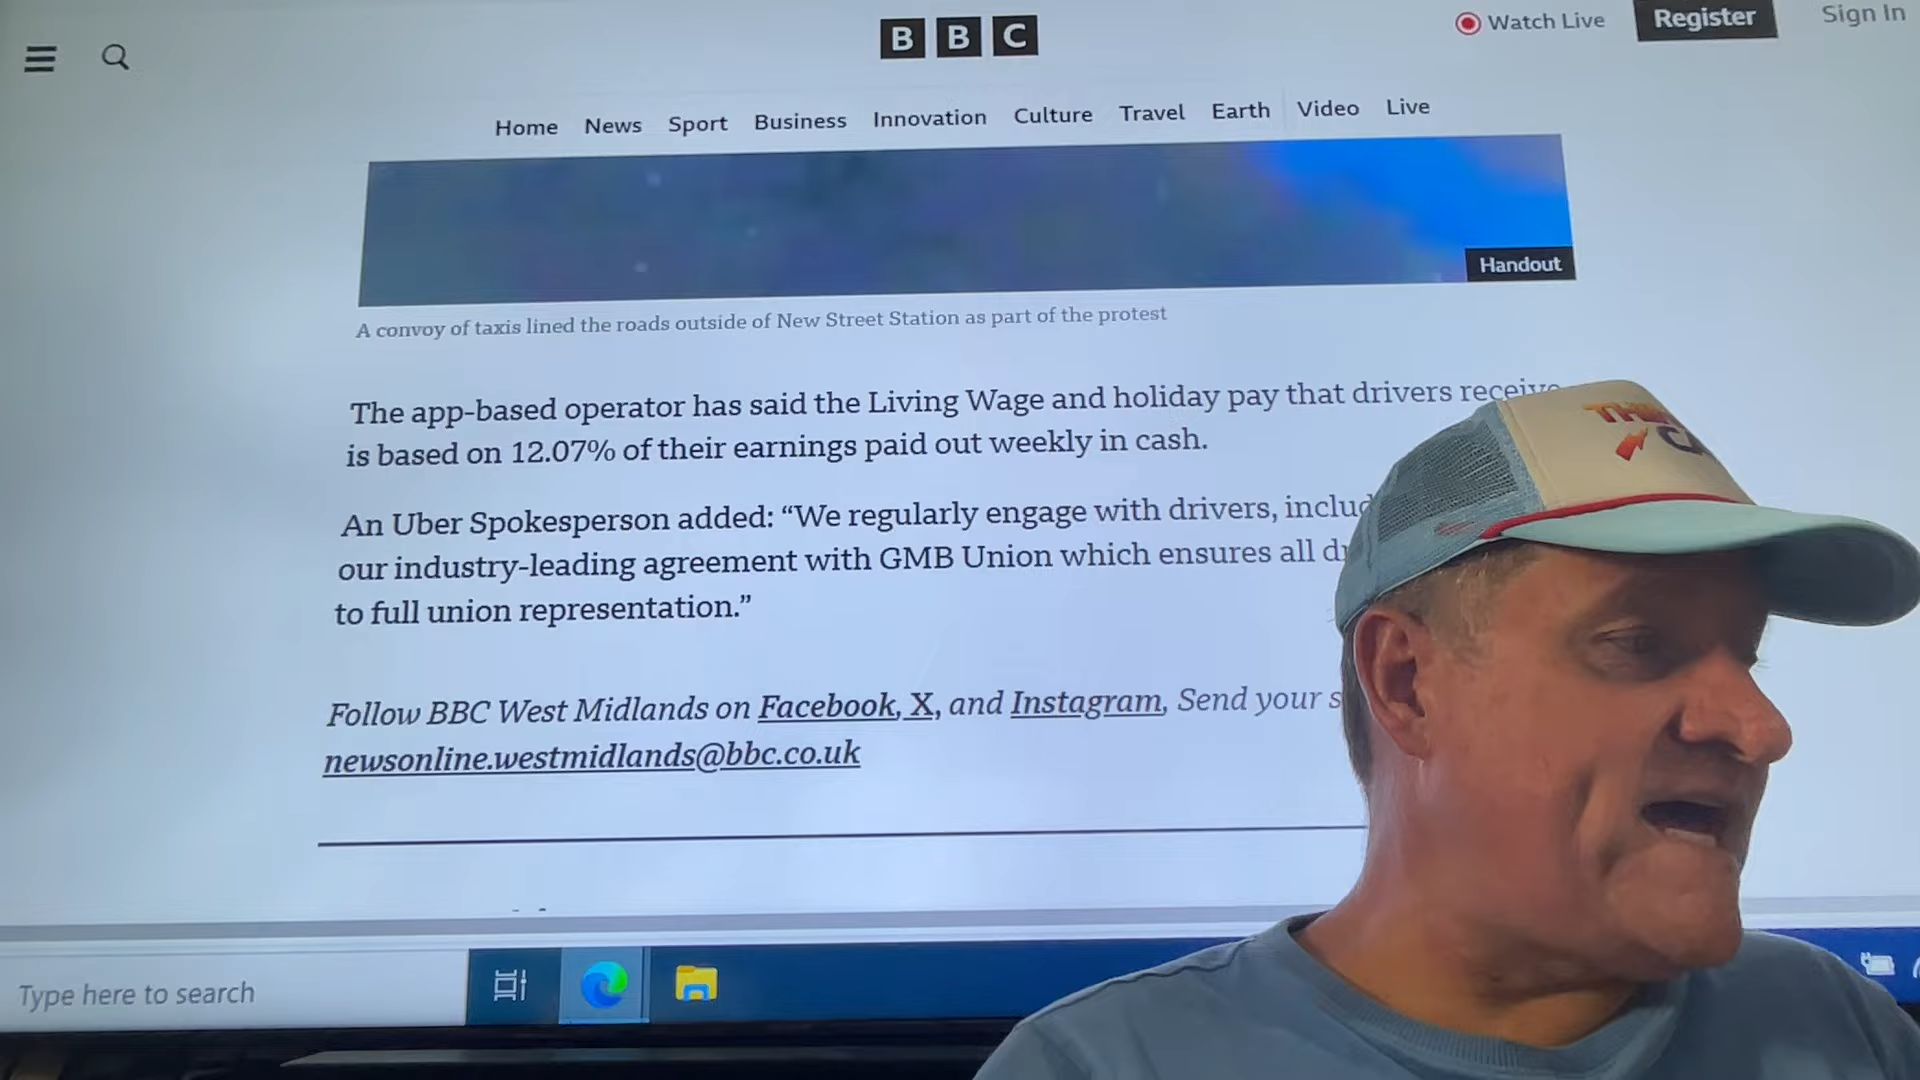 BBC
Watch Live
Register
Sign In
Home News Sport Business Innovation Culture Travel Earth Video Live
Handout
A convoy of taxis lined the roads outside of New Street Station as part of the protest
The app-based operator has said the Living Wage and holiday pay that drivers receive
is based on 12.07% of their earnings paid out weekly in cash.
An Uber Spokesperson added: “We regularly engage with drivers,
our industry-leading agreement with GMB Union which ensures all
to full union representation.”
Follow BBC West Midlands on Facebook, X, and Instagram, Send your
newsonline.westmidlands@bbc.co.uk
Type here to search